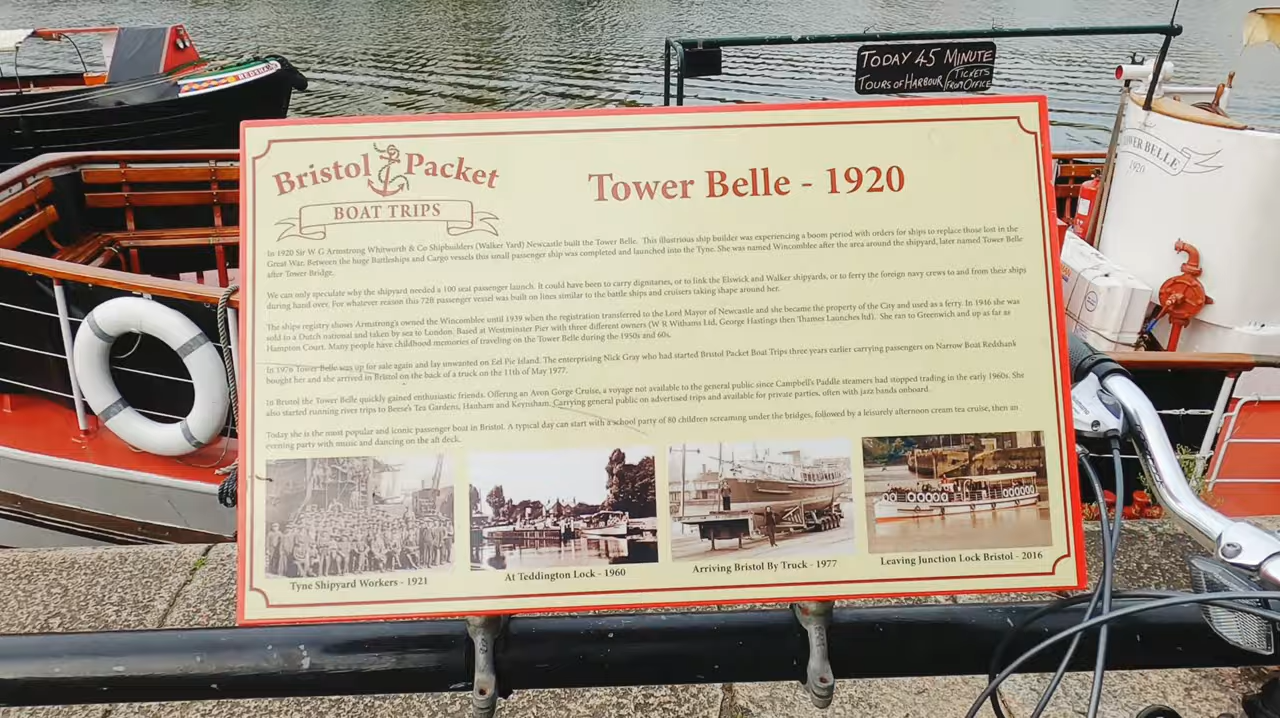 TODAY 45 MINUTE
TOURS OF HARBOUR/TICKETS
FROM OFFICE
REDSHANK
TOWER BELLE
1920
Bristol Packet
BOAT TRIPS
Tower Belle - 1920
In 1920 Sir W G Armstrong Whitworth & Co Shipbuilders (Walker Yard) Newcastle built the Tower Belle. This illustrious ship builder was experiencing a boom period with orders for ships to replace those lost in the
Great War. Between the huge Battleships and Cargo vessels this small passenger ship was completed and launched into the Tyne. She was named Wincomblee after the area around the shipyard, later named Tower Belle
after Tower Bridge.
We can only speculate why the shipyard needed a 100 seat passenger launch. It could have been to carry dignitaries, or to link the Elswick and Walker shipyards, or to ferry the foreign navy crews to and from their ships
during hand over. For whatever reason this 72ft passenger vessel was built on lines similar to the battle ships and cruisers taking shape around her.
The ships registry shows Armstrong's owned the Wincomblee until 1939 when the registration transferred to the Lord Mayor of Newcastle and she became the property of the City and used as a ferry. In 1946 she was
sold to a Dutch national and taken by sea to London. Based at Westminster Pier with three different owners (W R Withams Ltd, George Hastings then Thames Launches ltd). She ran to Greenwich and up as far as
Hampton Court. Many people have childhood memories of traveling on the Tower Belle during the 1950s and 60s.
In 1976 Tower Belle was up for sale again and lay unwanted on Eel Pie Island. The enterprising Nick Gray who had started Bristol Packet Boat Trips three years earlier carrying passengers on Narrow Boat Redshank
bought her and she arrived in Bristol on the back of a truck on the 11th of May 1977.
In Bristol the Tower Belle quickly gained enthusiastic friends. Offering an Avon Gorge Cruise, a voyage not available to the general public since Campbell's Paddle steamers had stopped trading in the early 1960s. She
also started running river trips to Beese's Tea Gardens, Hanham and Keynsham. Carrying general public on advertised trips and available for private parties, often with jazz bands onboard.
Today she is the most popular and iconic passenger boat in Bristol. A typical day can start with a school party of 80 children screaming under the bridges, followed by a leisurely afternoon cream tea cruise, then an
evening party with music and dancing on the aft deck.
Tyne Shipyard Workers - 1921
At Teddington Lock - 1960
Arriving Bristol By Truck - 1977
Leaving Junction Lock Bristol - 2016